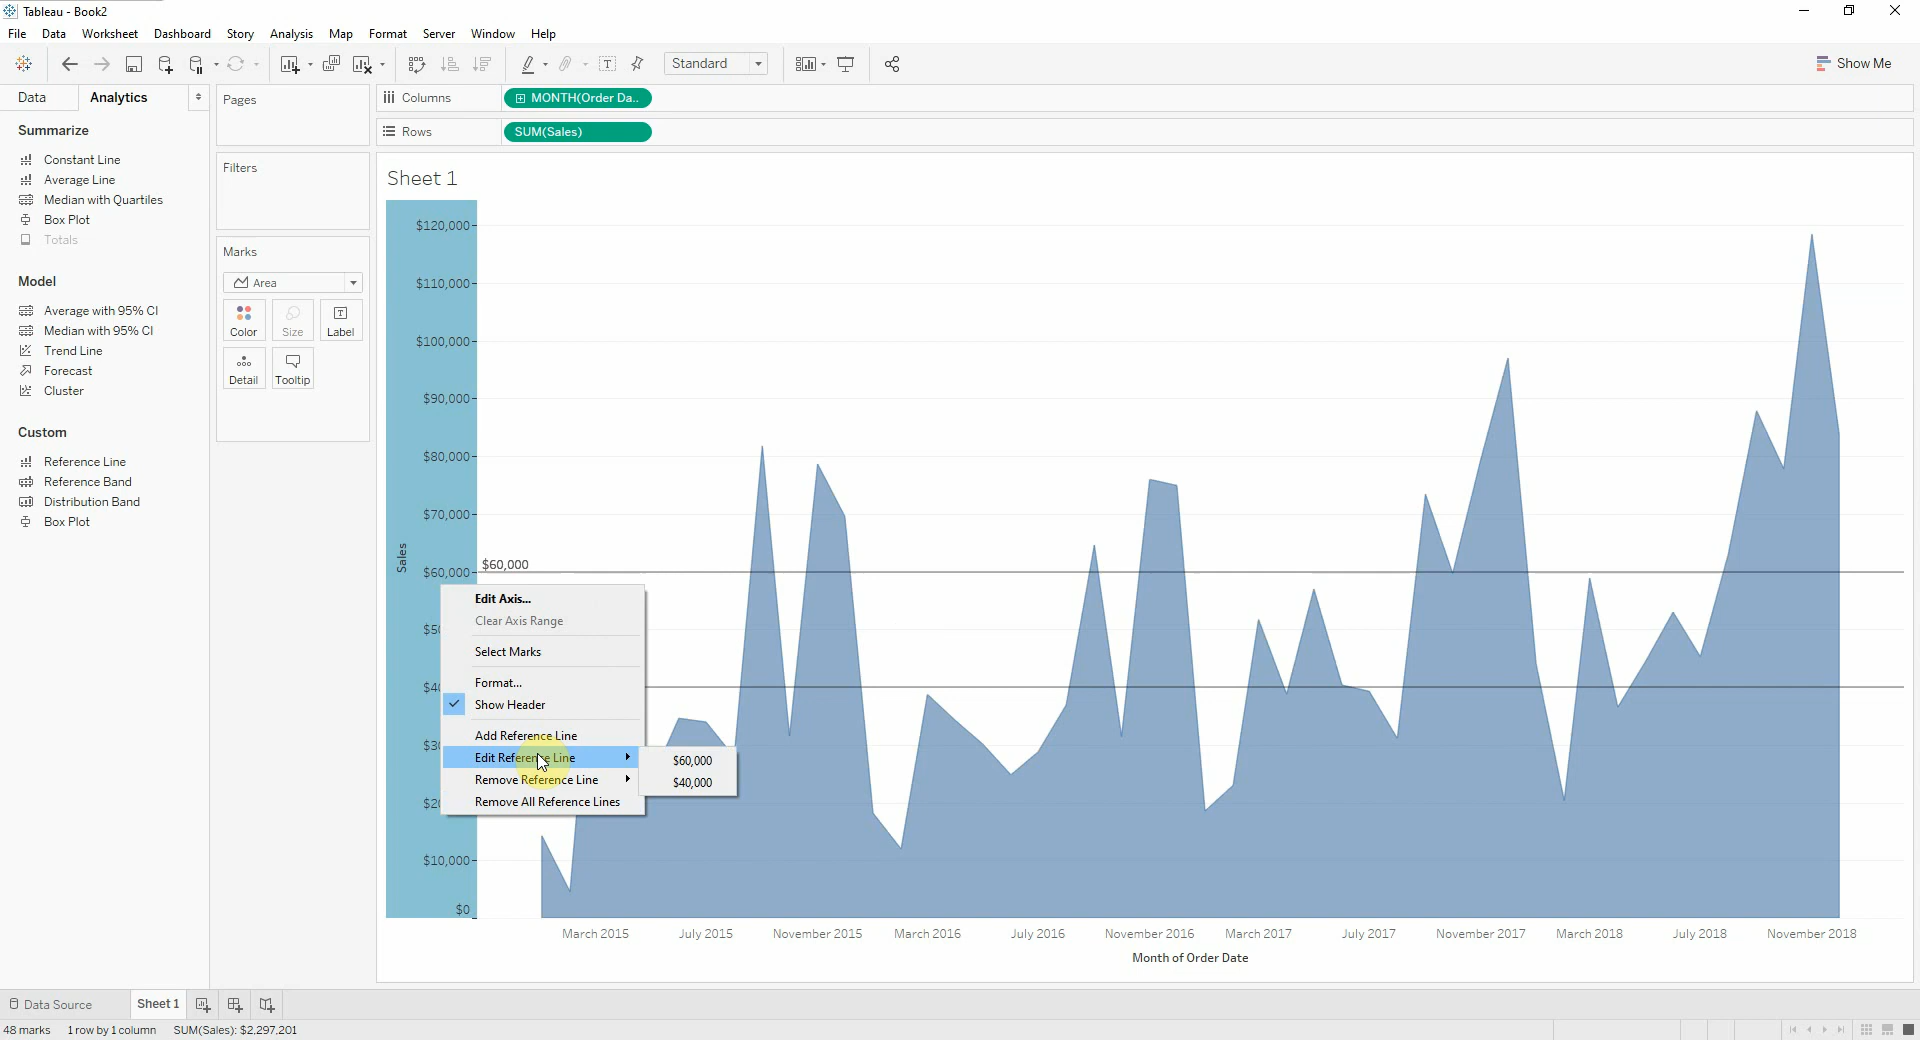 Tableau - Book2
File Data Worksheet Dashboard Story Analysis Map Format Server Window Help
Standard
Show Me
Data Analytics
Summarize
Constant Line
Average Line
Median with Quartiles
Box Plot
Totals
Model
Average with 95% CI
Median with 95% CI
Trend Line
Forecast
Cluster
Custom
Reference Line
Reference Band
Distribution Band
Box Plot
Pages
Filters
Marks
Area
Color Size Label
Detail Tooltip
Columns MONTH(Order Da..
Rows SUM(Sales)
Sheet 1
$120,000
$110,000
$100,000
$90,000
$80,000
$70,000
$60,000
$60,000
Sales
$10,000
$0
Edit Axis...
Clear Axis Range
Select Marks
Format...
Show Header
Add Reference Line
Edit Reference Line
Remove Reference Line
Remove All Reference Lines
$60,000
$40,000
March 2015 July 2015 November 2015 March 2016 July 2016 November 2016 March 2017 July 2017 November 2017 March 2018 July 2018 November 2018
Month of Order Date
Data Source Sheet 1
48 marks 1 row by 1 column SUM(Sales): $2,297,201